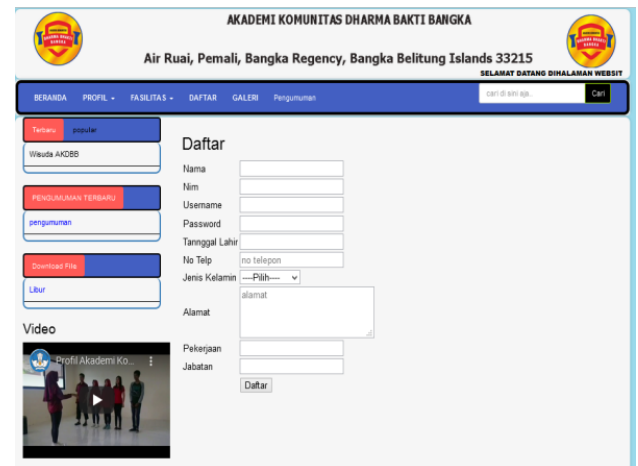 AKADEMI KOMUNITAS DHARMA BAKTI BANGKA
Air Ruai, Pemali, Bangka Regency, Bangka Belitung Islands 33215
SELAMAT DATANG DIHALAMAN WEBSIT
BERANDA PROFIL FASILITAS DAFTAR GALERI Pengumuman cari di sini aja.. Cari
Terbaru popular
Wisuda AKDBB
PENGUMUMAN TERBARU
pengumuman
Download File
Libur
Video
Profil Akademi Ko...
Daftar
Nama
Nim
Username
Password
Tannggal Lahir
No Telp no telepon
Jenis Kelamin ----Pilih----
Alamat alamat
Pekerjaan
Jabatan
Daftar